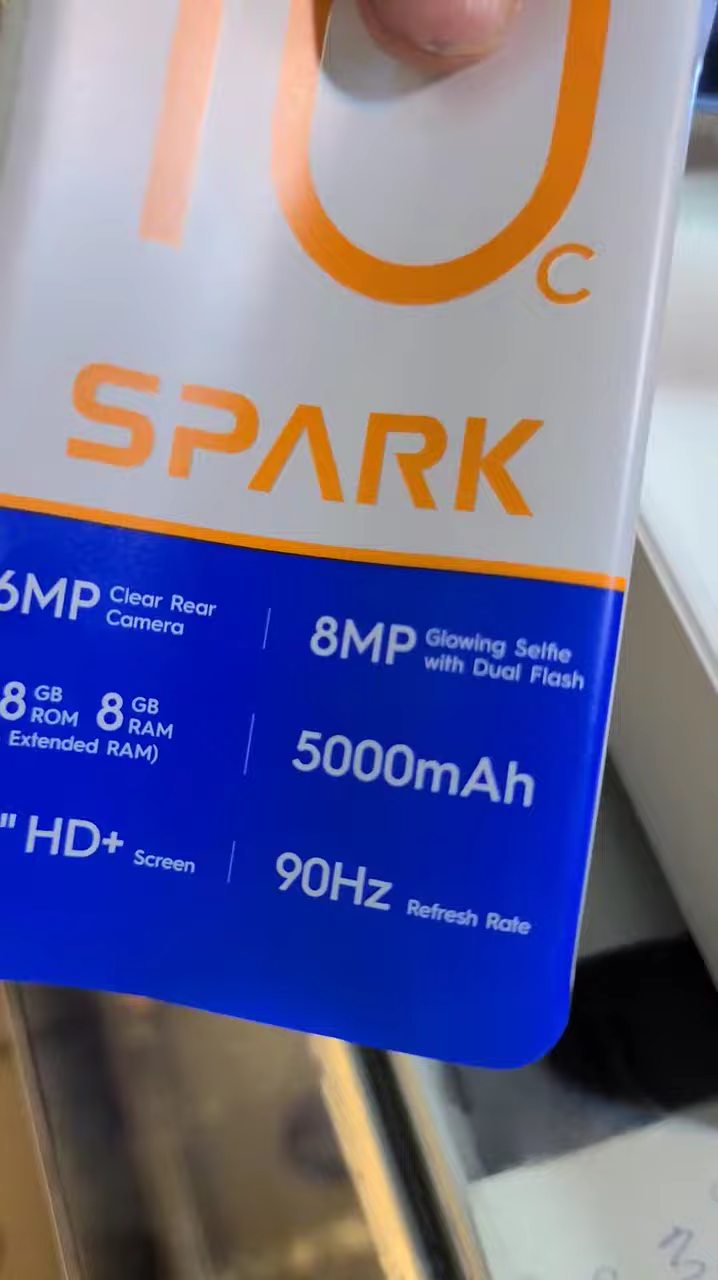 10
C
SPARK
6MP Clear Rear
Camera
8MP Glowing Selfie
with Dual Flash
8 GB ROM 8 GB RAM
Extended RAM)
5000mAh
" HD+ Screen
90Hz Refresh Rate